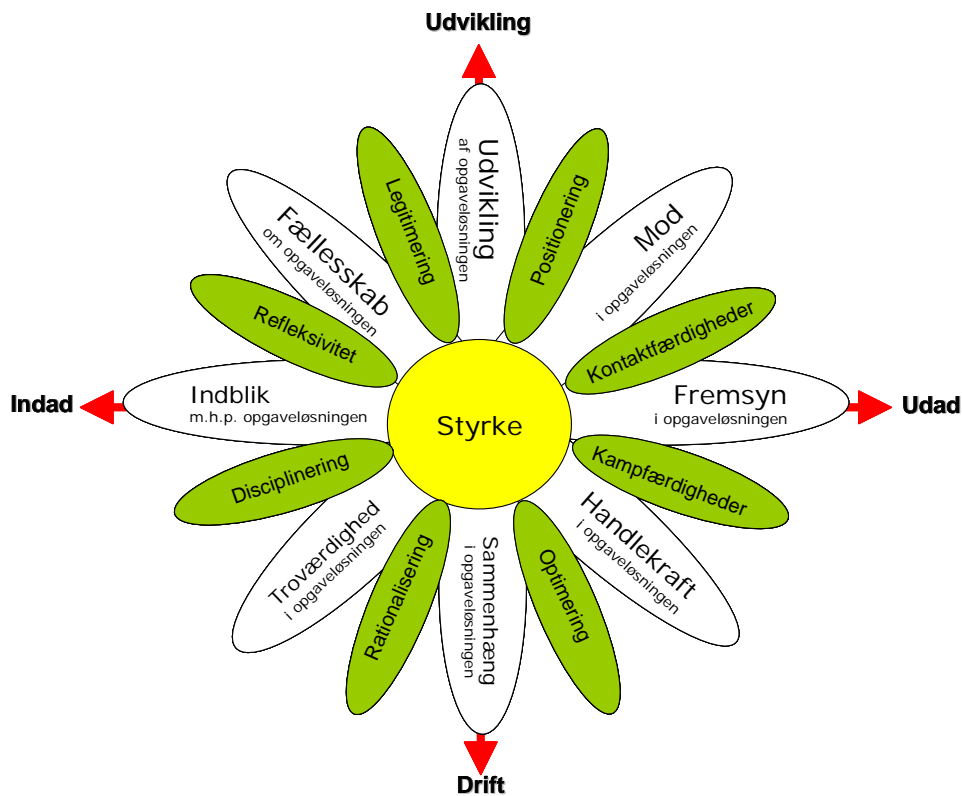 Udvikling
Udvikling
af opgaveløsningen
Legitimering
Positionering
Fællesskab
om opgaveløsningen
Mod
i opgaveløsningen
Refleksivitet
Kontaktfærdigheder
Indad
Indblik
m.h.p. opgaveløsningen
Styrke
Fremsyn
i opgaveløsningen
Udad
Disciplinering
Kampfærdigheder
Troværdighed
i opgaveløsningen
Handlekraft
i opgaveløsningen
Rationalisering
Sammenhæng
i opgaveløsningen
Optimering
Drift